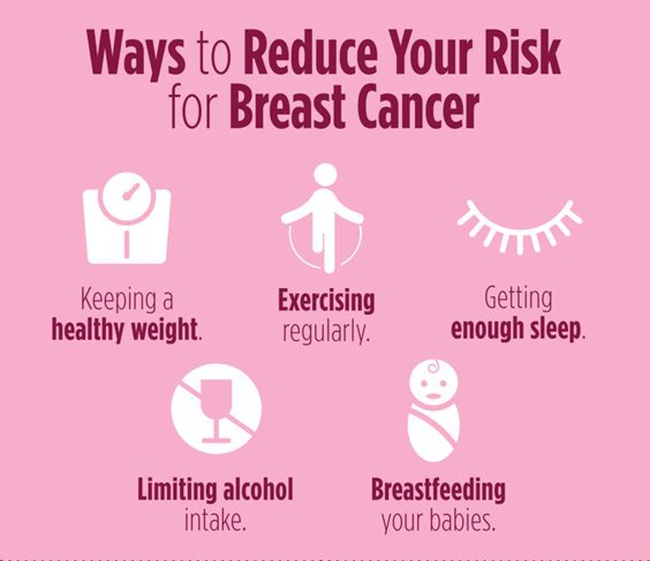 Ways to Reduce Your Risk
for Breast Cancer
Keeping a
healthy weight.
Exercising
regularly.
Getting
enough sleep.
Limiting alcohol
intake.
Breastfeeding
your babies.